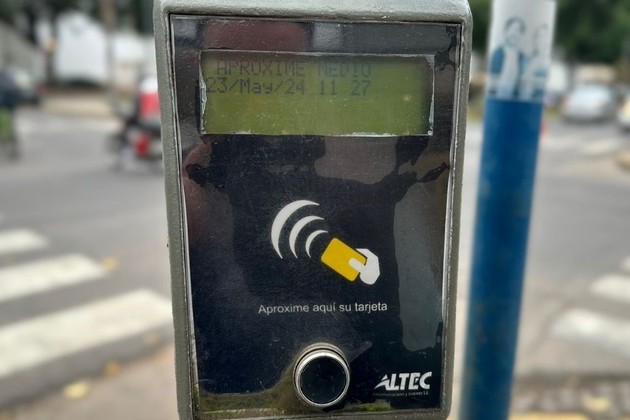 APROXIME MEDIO
23/May/24 11 27
Aproxime aquí su tarjeta
ALTEC